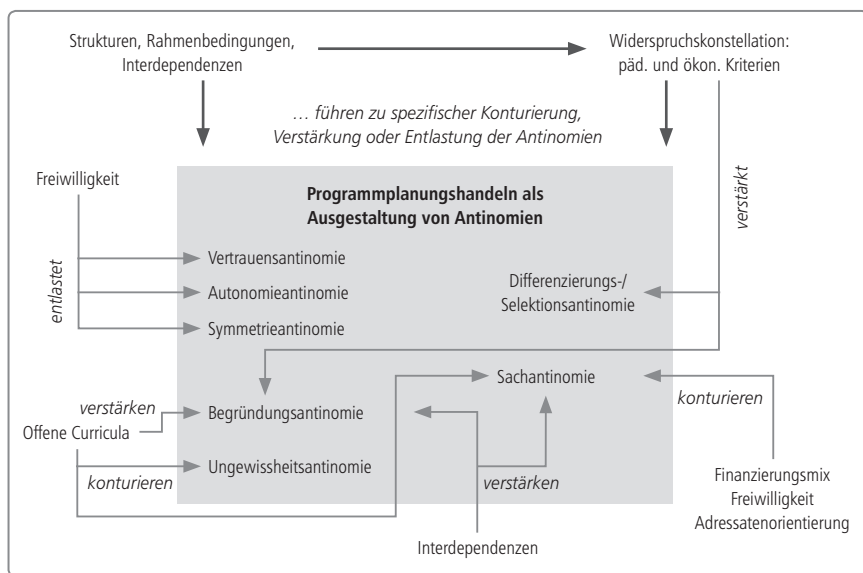 Strukturen, Rahmenbedingungen,
Interdependenzen
Widerspruchskonstellation:
päd. und ökon. Kriterien
… führen zu spezifischer Konturierung,
Verstärkung oder Entlastung der Antinomien
Freiwilligkeit
entlastet
verstärkt
Programmplanungshandeln als
Ausgestaltung von Antinomien
Vertrauensantinomie
Autonomieantinomie
Symmetrieantinomie
Differenzierungs-/
Selektionsantinomie
Sachantinomie
verstärken
Begründungsantinomie
konturieren
Offene Curricula
konturieren
Ungewissheitsantinomie
verstärken
Finanzierungsmix
Freiwilligkeit
Adressatenorientierung
Interdependenzen